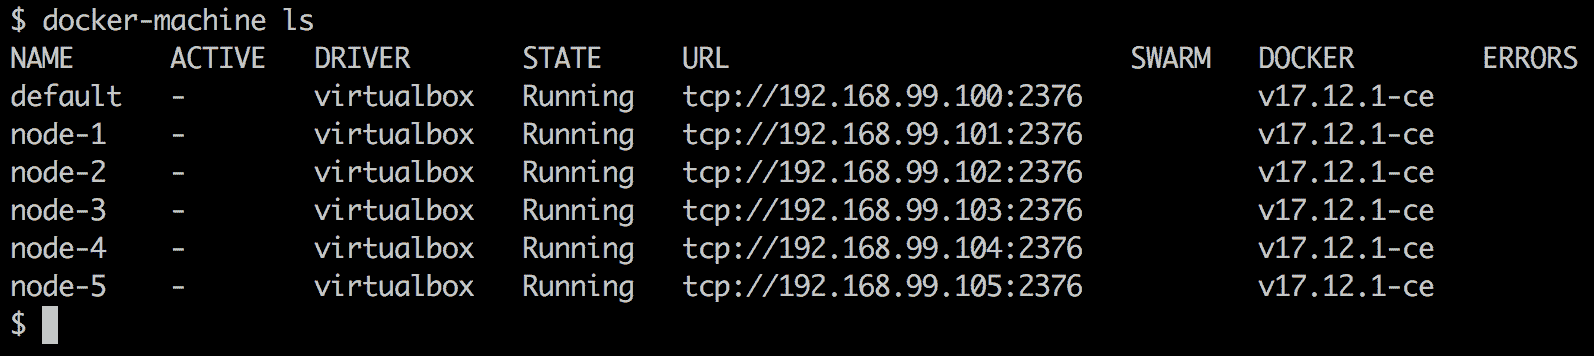 $ docker-machine ls
NAME      ACTIVE   DRIVER       STATE     URL                         SWARM   DOCKER        ERRORS
default   -        virtualbox   Running   tcp://192.168.99.100:2376           v17.12.1-ce
node-1    -        virtualbox   Running   tcp://192.168.99.101:2376           v17.12.1-ce
node-2    -        virtualbox   Running   tcp://192.168.99.102:2376           v17.12.1-ce
node-3    -        virtualbox   Running   tcp://192.168.99.103:2376           v17.12.1-ce
node-4    -        virtualbox   Running   tcp://192.168.99.104:2376           v17.12.1-ce
node-5    -        virtualbox   Running   tcp://192.168.99.105:2376           v17.12.1-ce
$